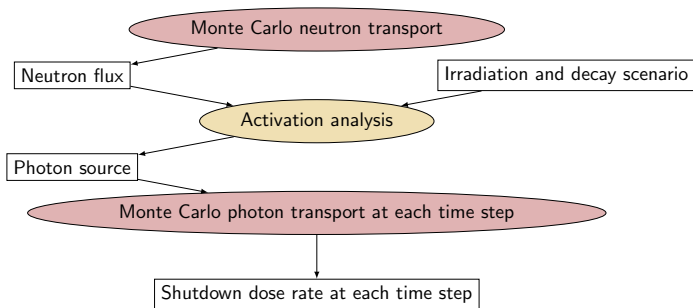 Monte Carlo neutron transport
Neutron flux
Irradiation and decay scenario
Activation analysis
Photon source
Monte Carlo photon transport at each time step
Shutdown dose rate at each time step